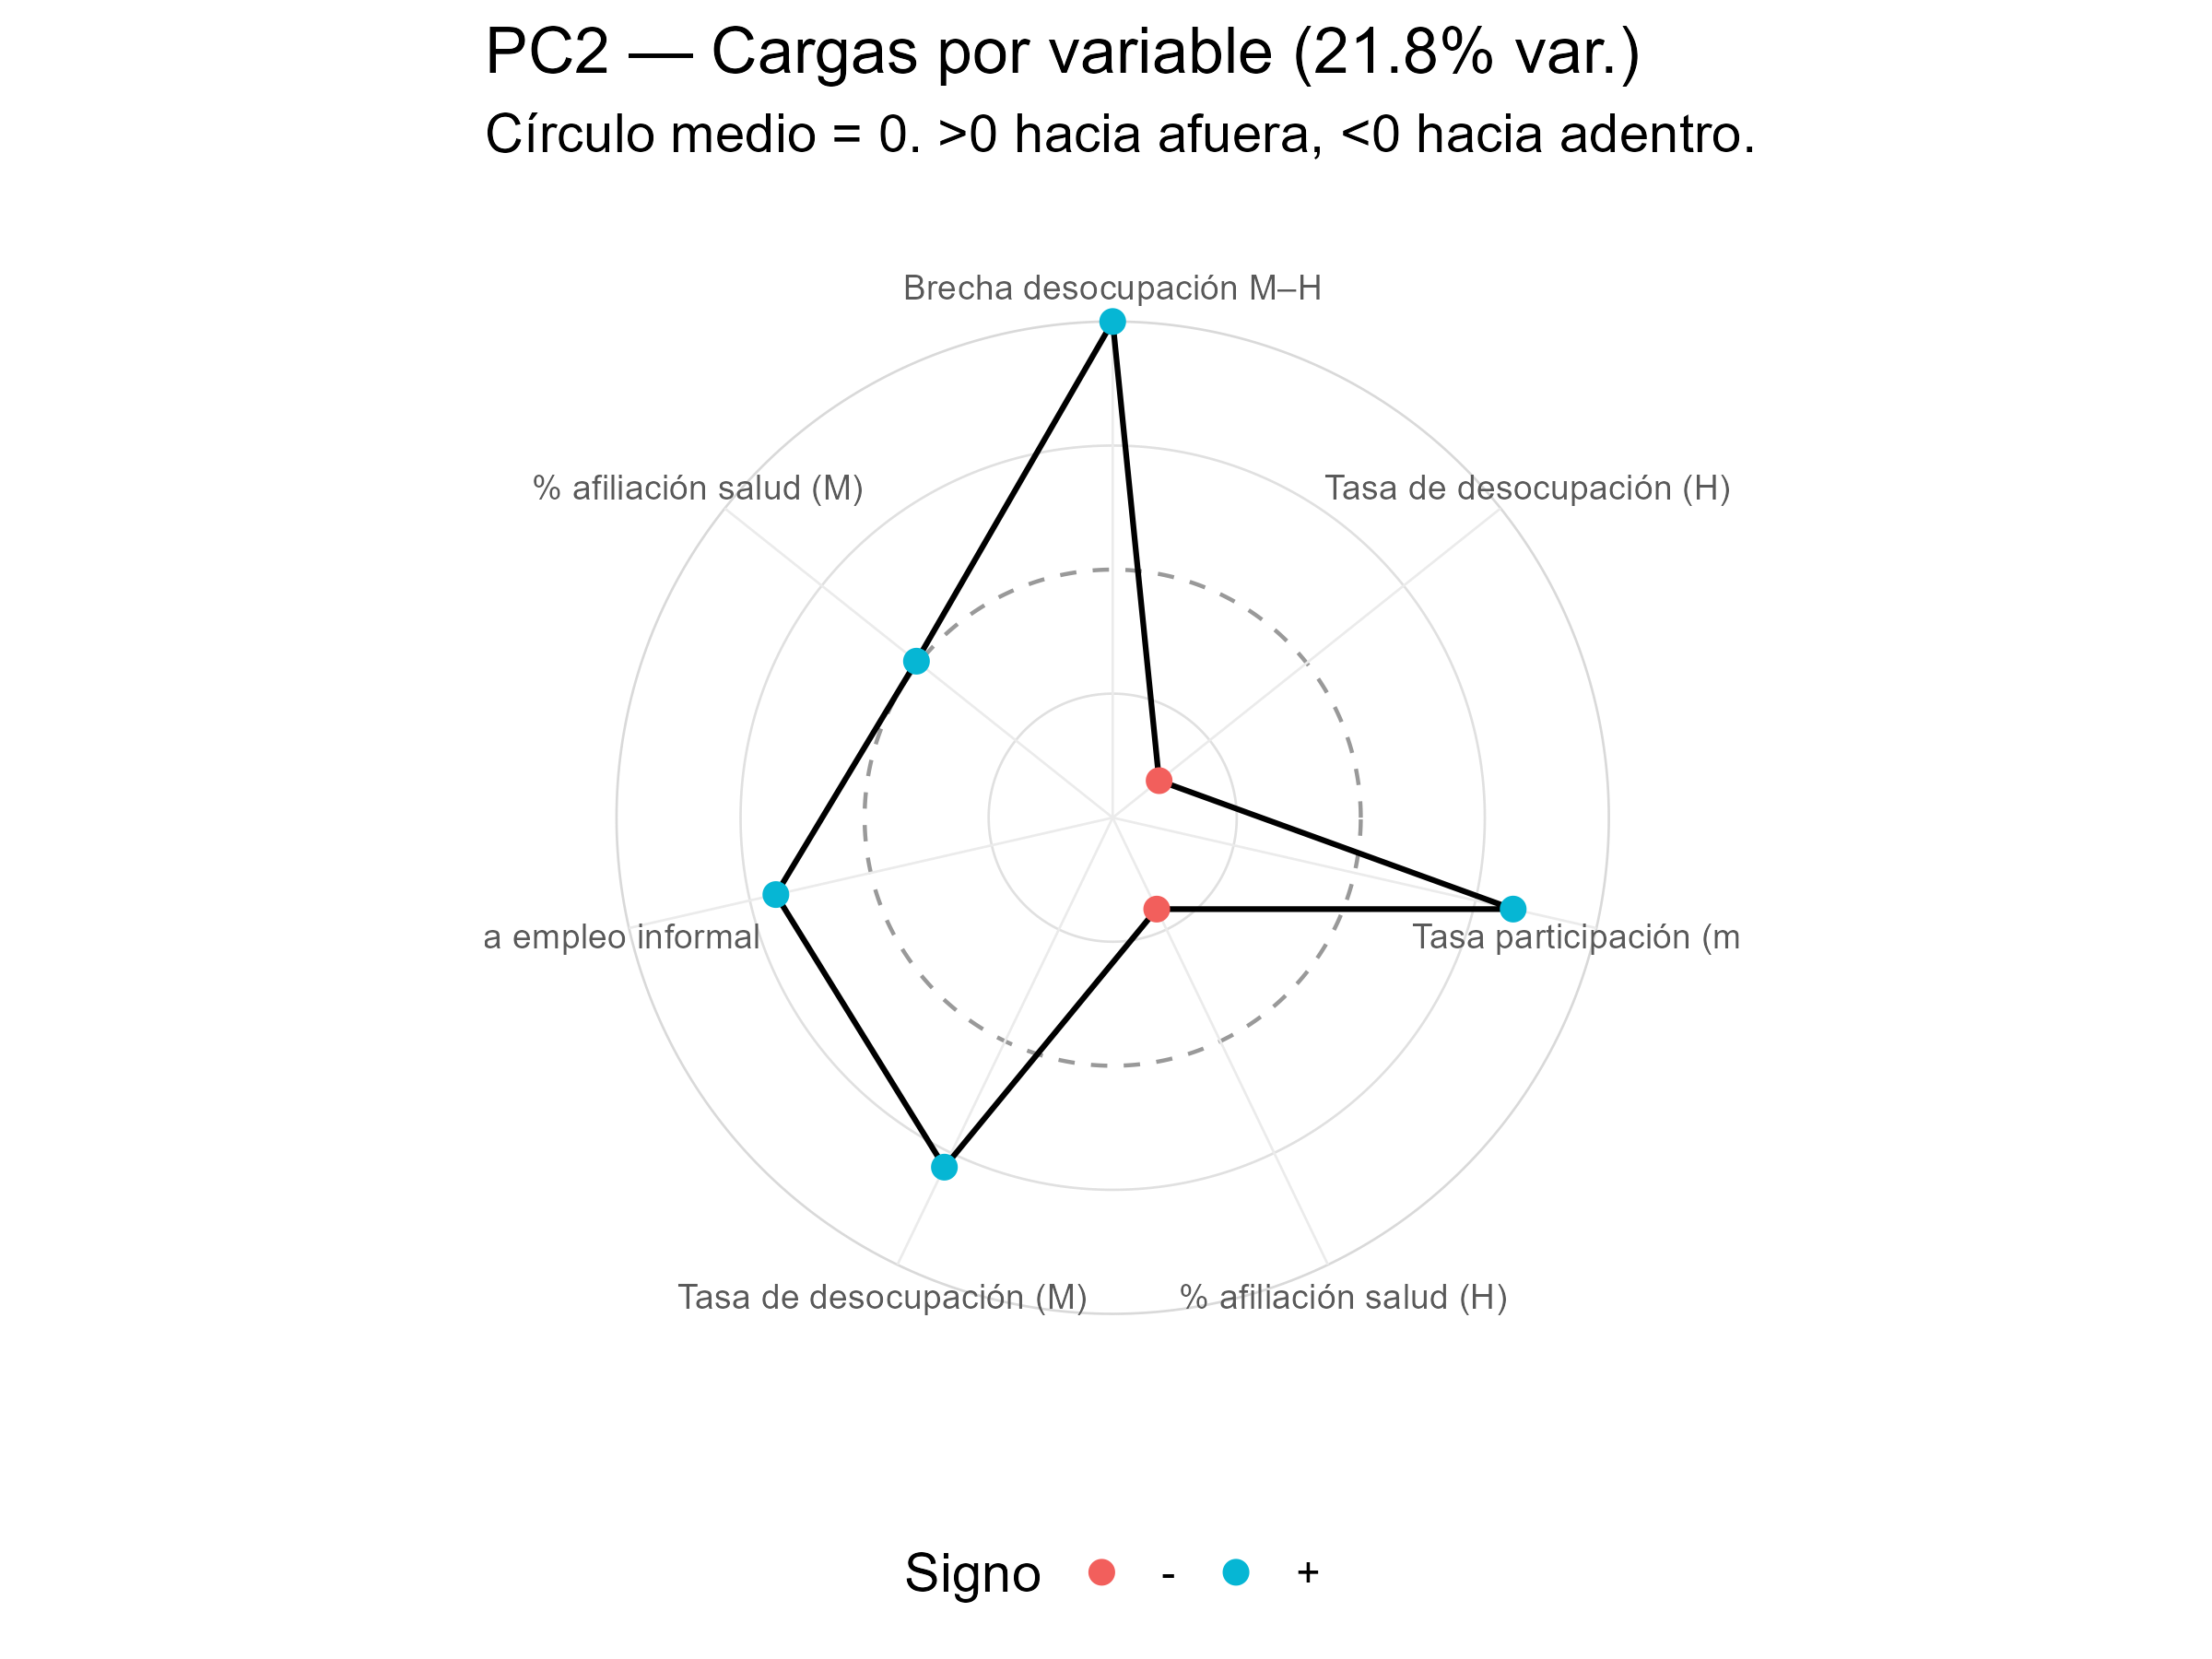 PC2 — Cargas por variable (21.8% var.)
Círculo medio = 0. >0 hacia afuera, <0 hacia adentro.
Brecha desocupación M–H
% afiliación salud (M)
Tasa de desocupación (H)
a empleo informal
Tasa participación (m
Tasa de desocupación (M)
% afiliación salud (H)
Signo - +